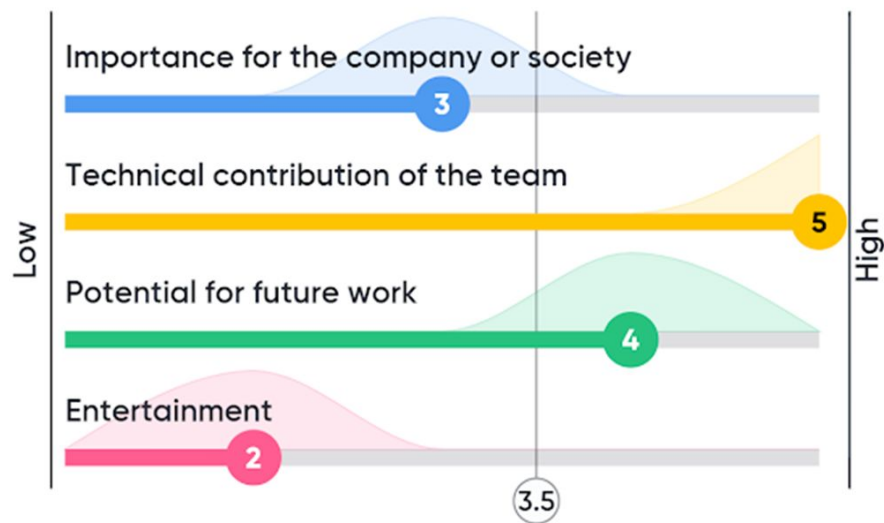 Importance for the company or society
3
Technical contribution of the team
5
Low
High
Potential for future work
4
Entertainment
2
3.5